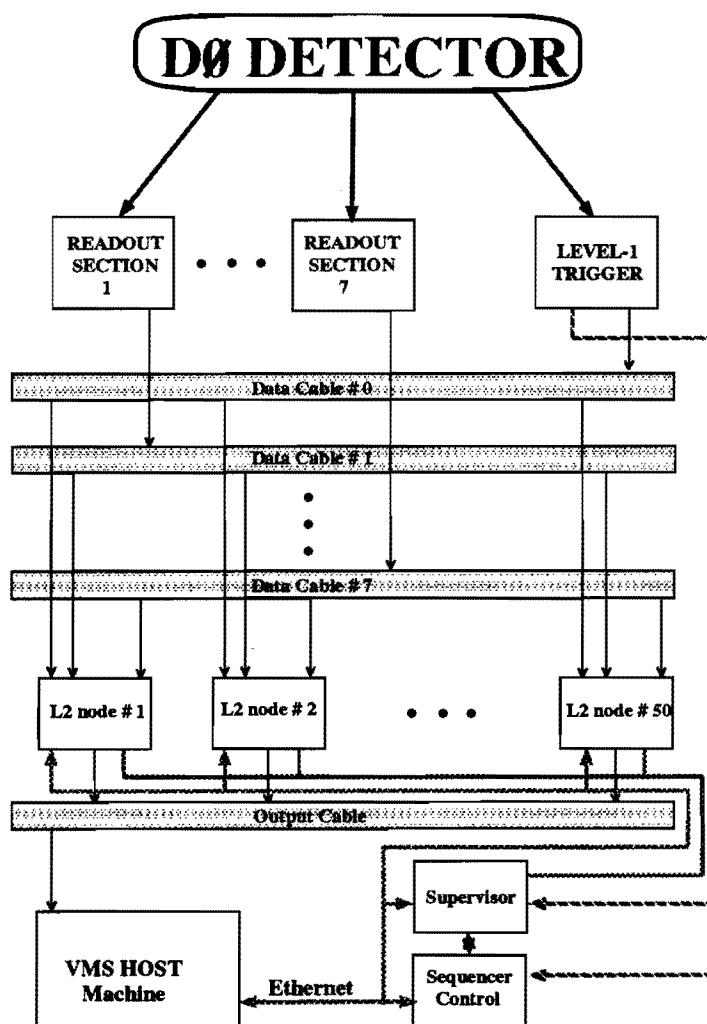 DØ DETECTOR
READOUT
SECTION
1
READOUT
SECTION
7
LEVEL-1
TRIGGER
Data Cable # 0
Data Cable # 1
Data Cable # 7
L2 node # 1
L2 node # 2
L2 node # 50
Output Cable
Supervisor
VMS HOST
Machine
Ethernet
Sequencer
Control